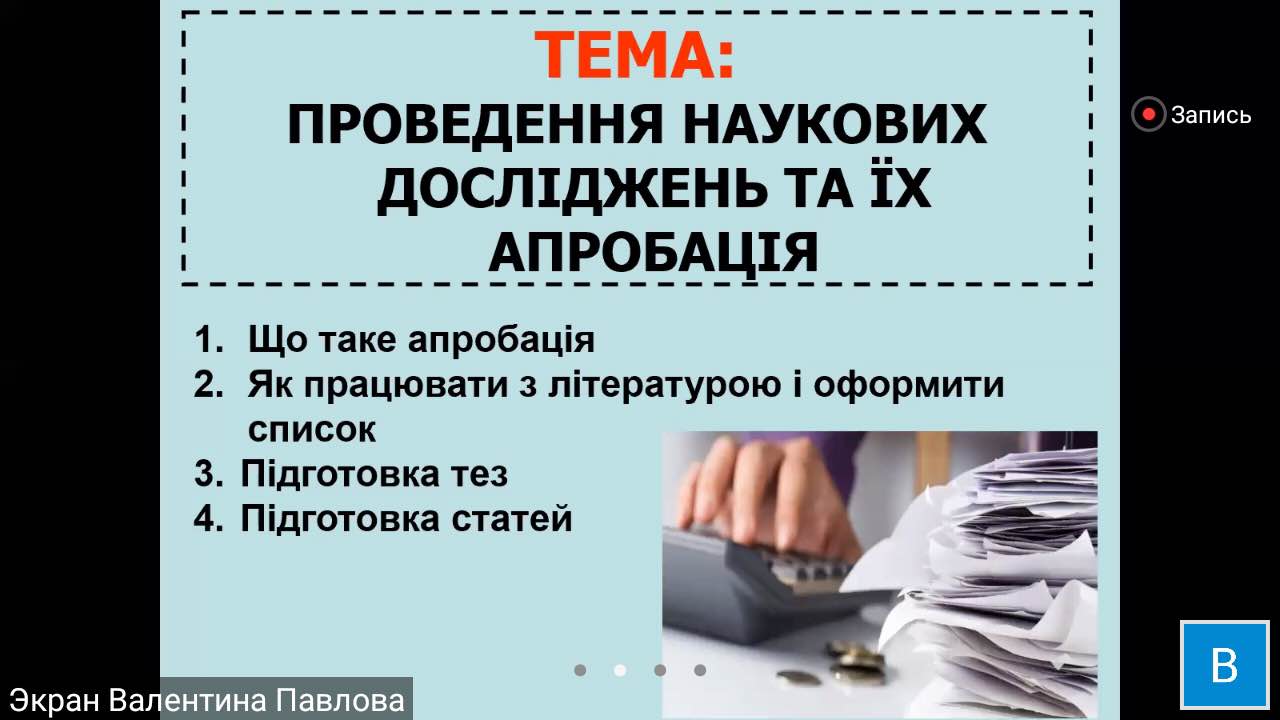 ТЕМА:
ПРОВЕДЕННЯ НАУКОВИХ
ДОСЛІДЖЕНЬ ТА ЇХ
АПРОБАЦІЯ
Запись
1. Що таке апробація
2. Як працювати з літературою і оформити
список
3. Підготовка тез
4. Підготовка статей
В
Экран Валентина Павлова